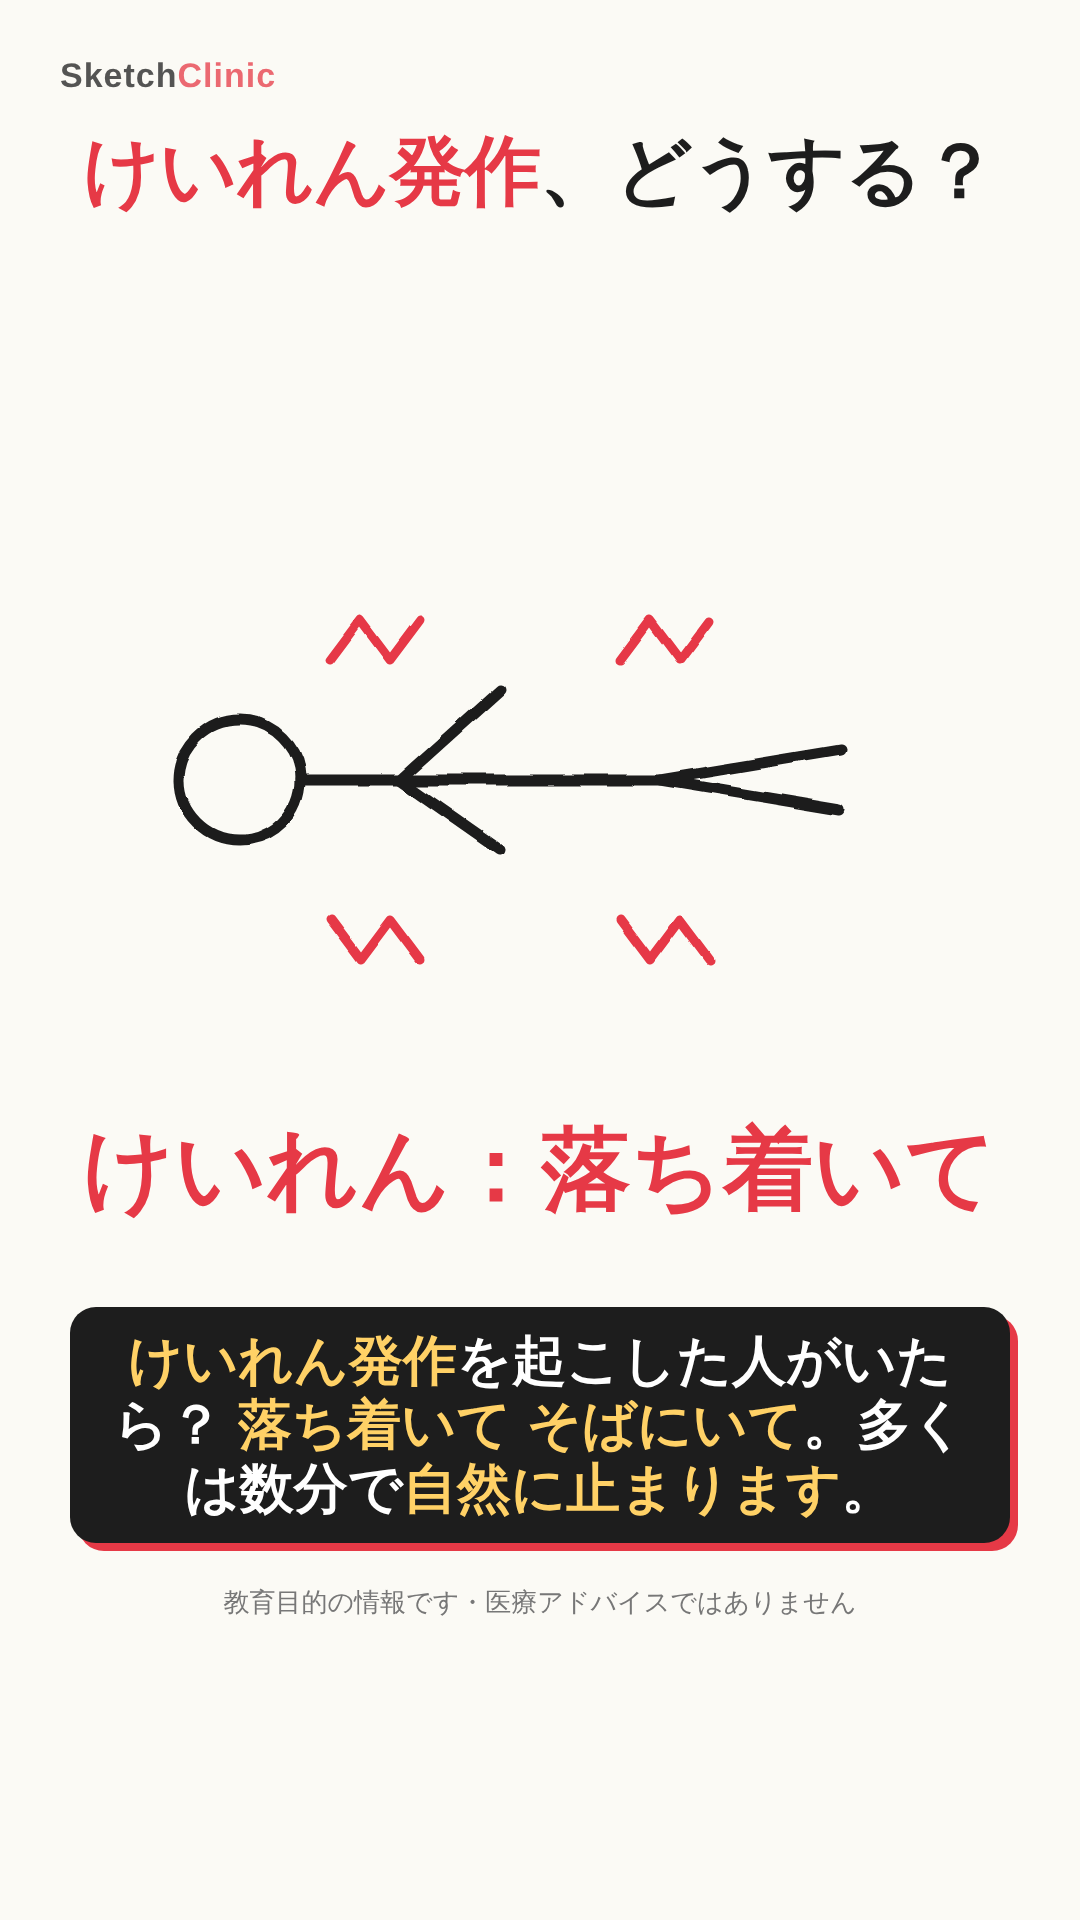 SketchClinic
けいれん発作、どうする？
けいれん：落ち着いて
けいれん発作を起こした人がいた
ら？ 落ち着いて そばにいて。多く
は数分で自然に止まります。
教育目的の情報です・医療アドバイスではありません